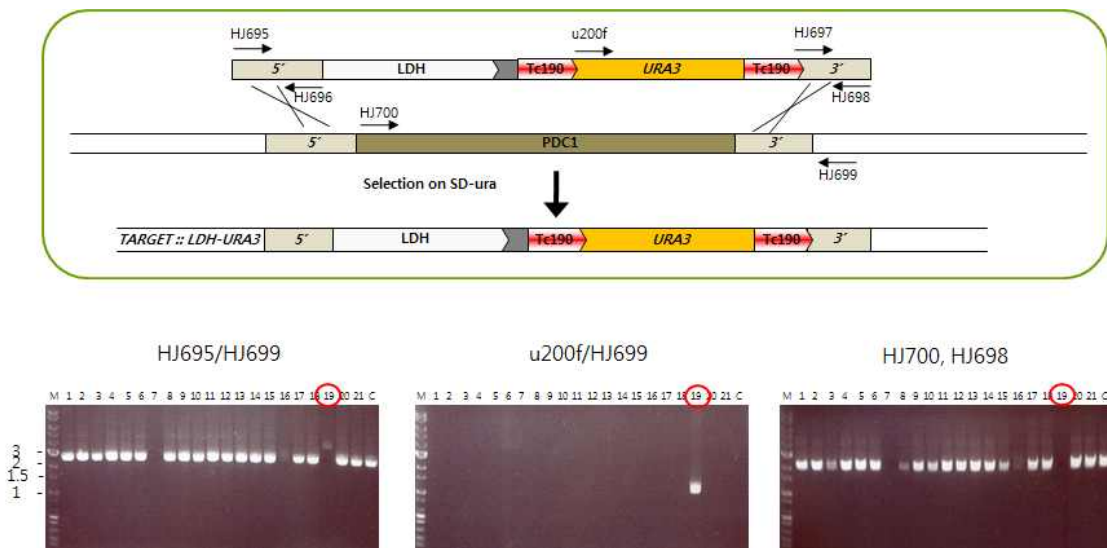 HJ695 u200f HJ697
5´ LDH Tc190 URA3 Tc190 3´
HJ696 HJ698
HJ700
5´ PDC1 3´
HJ699
Selection on SD-ura
TARGET :: LDH-URA3 5´ LDH Tc190 URA3 Tc190 3´
HJ695/HJ699 u200f/HJ699 HJ700, HJ698
M 1 2 3 4 5 6 7 8 9 10 11 12 13 14 15 16 17 18 19 20 21 C M 1 2 3 4 5 6 7 8 9 10 11 12 13 14 15 16 17 18 19 20 21 C M 1 2 3 4 5 6 7 8 9 10 11 12 13 14 15 16 17 18 19 20 21 C
3 -
2 -
1.5 -
1 -